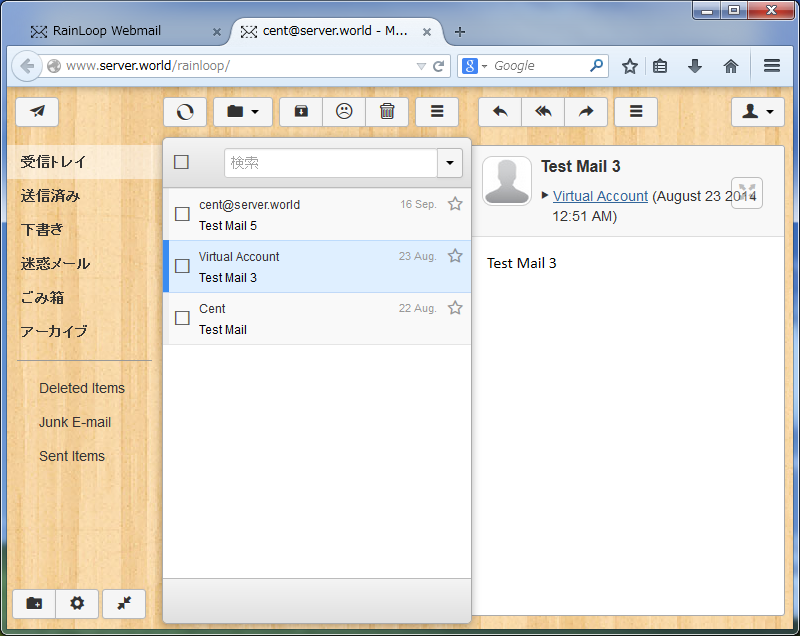 RainLoop Webmail
cent@server.world - M...
www.server.world/rainloop/
Google
受信トレイ
送信済み
下書き
迷惑メール
ごみ箱
アーカイブ
Deleted Items
Junk E-mail
Sent Items
検索
cent@server.world 16 Sep.
Test Mail 5
Virtual Account 23 Aug.
Test Mail 3
Cent 22 Aug.
Test Mail
Test Mail 3
Virtual Account (August 23 2014
12:51 AM)
Test Mail 3